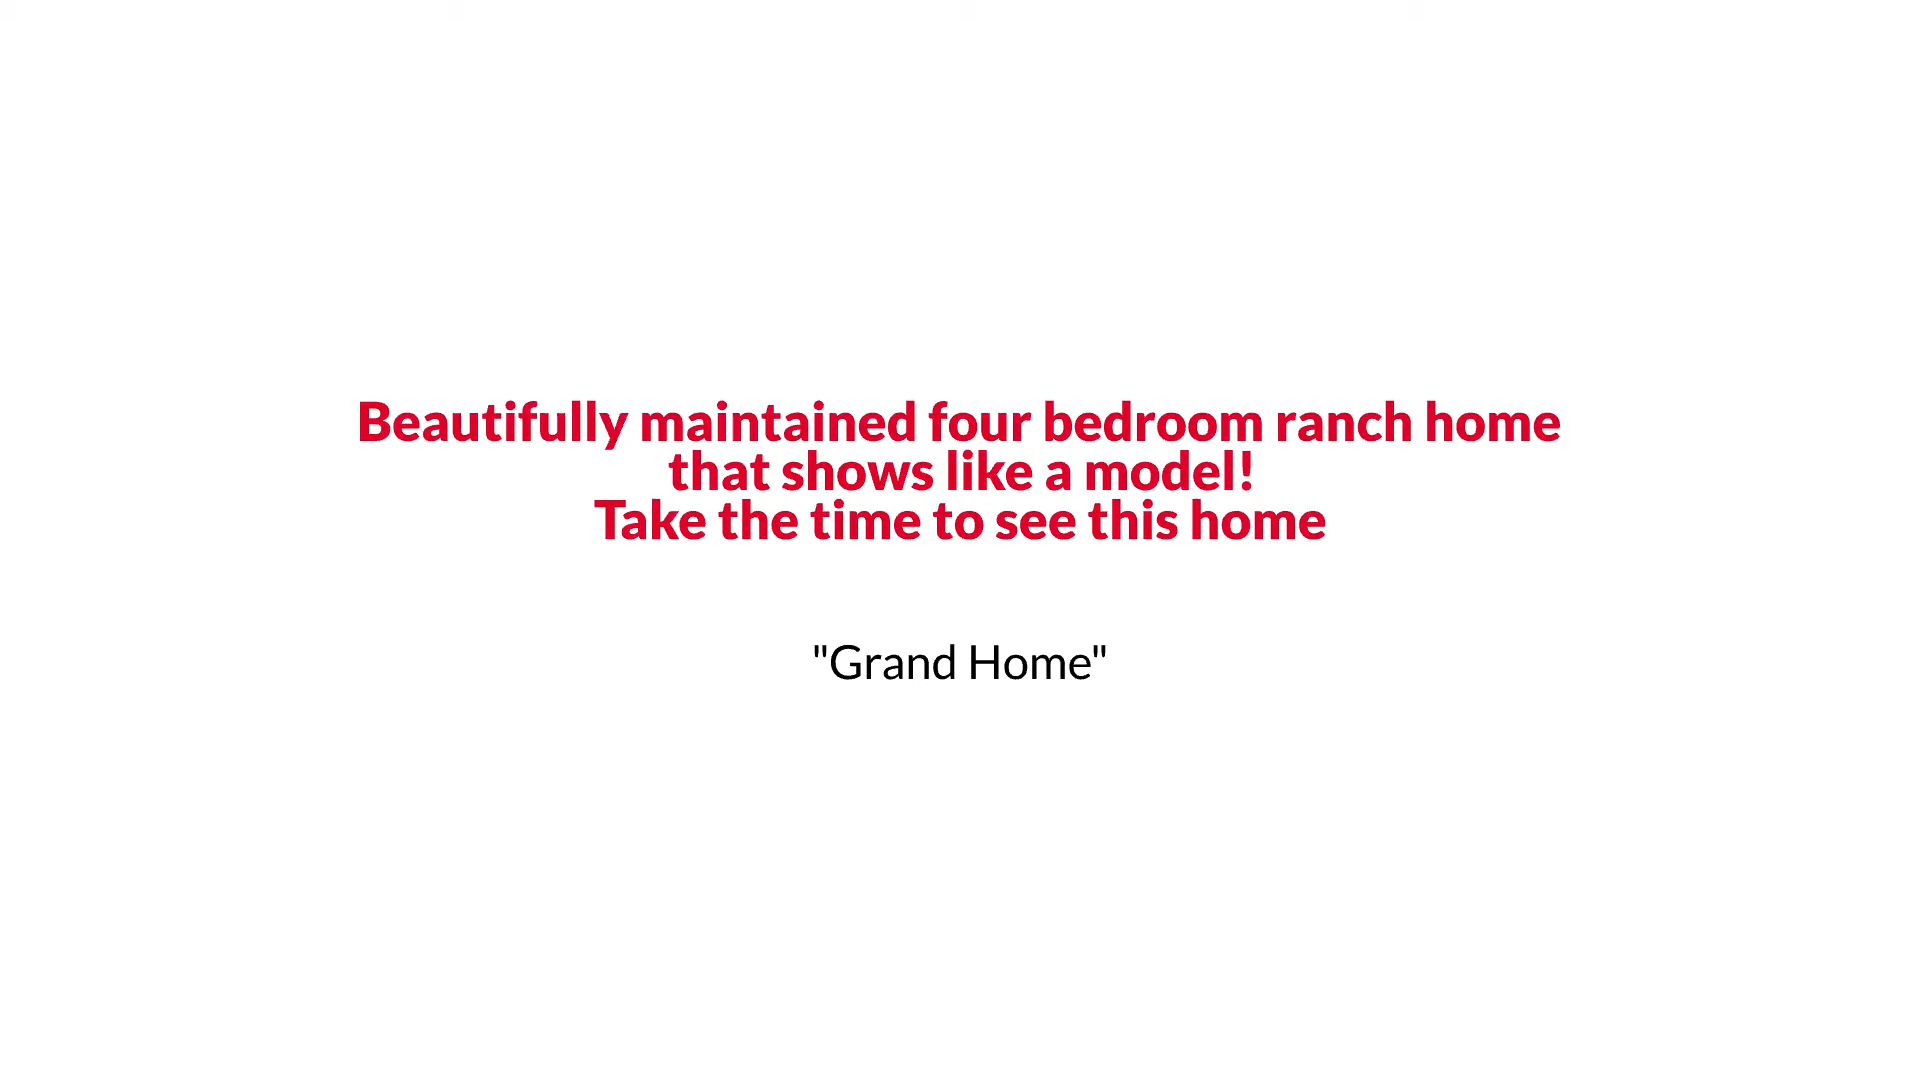 Beautifully maintained four bedroom ranch home
that shows like a model!
Take the time to see this home
"Grand Home"